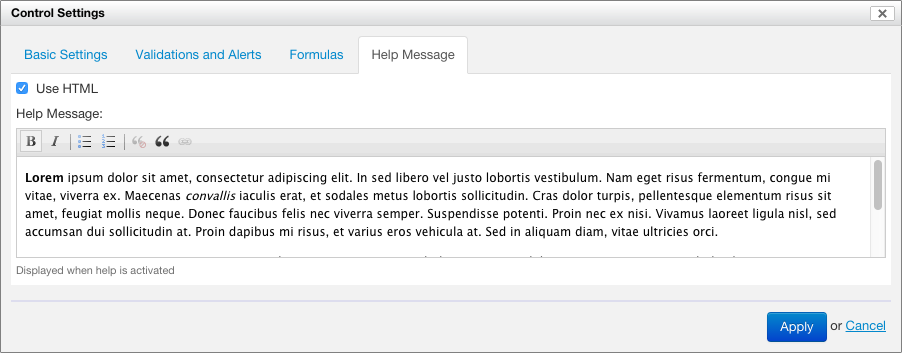 Control Settings
Basic Settings Validations and Alerts Formulas Help Message
Use HTML
Help Message:
B I
Lorem ipsum dolor sit amet, consectetur adipiscing elit. In sed libero vel justo lobortis vestibulum. Nam eget risus fermentum, congue mi
vitae, viverra ex. Maecenas convallis iaculis erat, et sodales metus lobortis sollicitudin. Cras dolor turpis, pellentesque elementum risus sit
amet, feugiat mollis neque. Donec faucibus felis nec viverra semper. Suspendisse potenti. Proin nec ex nisi. Vivamus laoreet ligula nisl, sed
accumsan dui sollicitudin at. Proin dapibus mi risus, et varius eros vehicula at. Sed in aliquam diam, vitae ultricies orci.
Displayed when help is activated
Apply or Cancel